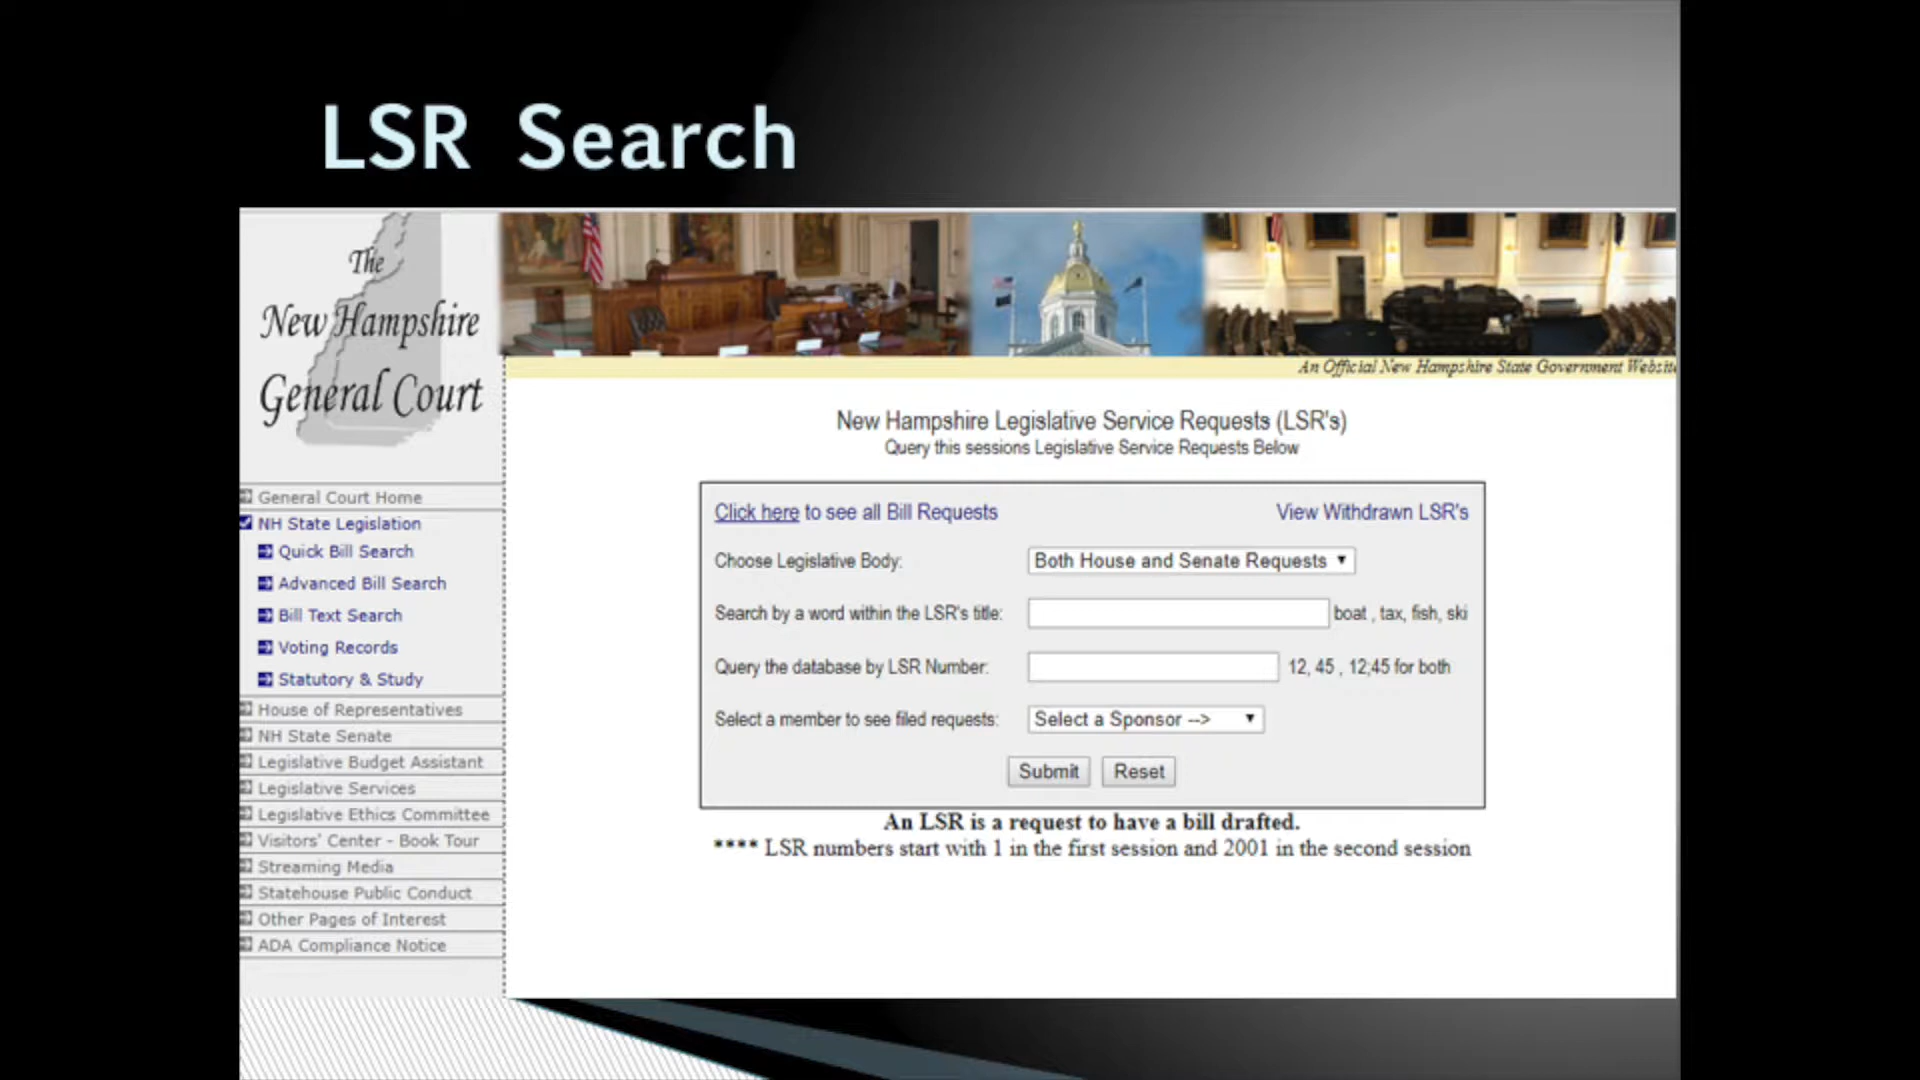 LSR Search
The
New Hampshire
General Court
An Official New Hampshire State Government Website
General Court Home
NH State Legislation
Quick Bill Search
Advanced Bill Search
Bill Text Search
Voting Records
Statutory & Study
House of Representatives
NH State Senate
Legislative Budget Assistant
Legislative Services
Legislative Ethics Committee
Visitors' Center - Book Tour
Streaming Media
Statehouse Public Conduct
Other Pages of Interest
ADA Compliance Notice
New Hampshire Legislative Service Requests (LSR's)
Query this sessions Legislative Service Requests Below
Click here to see all Bill Requests View Withdrawn LSR's
Choose Legislative Body: Both House and Senate Requests
Search by a word within the LSR's title: boat , tax, fish, ski
Query the database by LSR Number: 12, 45 , 12;45 for both
Select a member to see filed requests: Select a Sponsor -->
Submit Reset
An LSR is a request to have a bill drafted.
**** LSR numbers start with 1 in the first session and 2001 in the second session